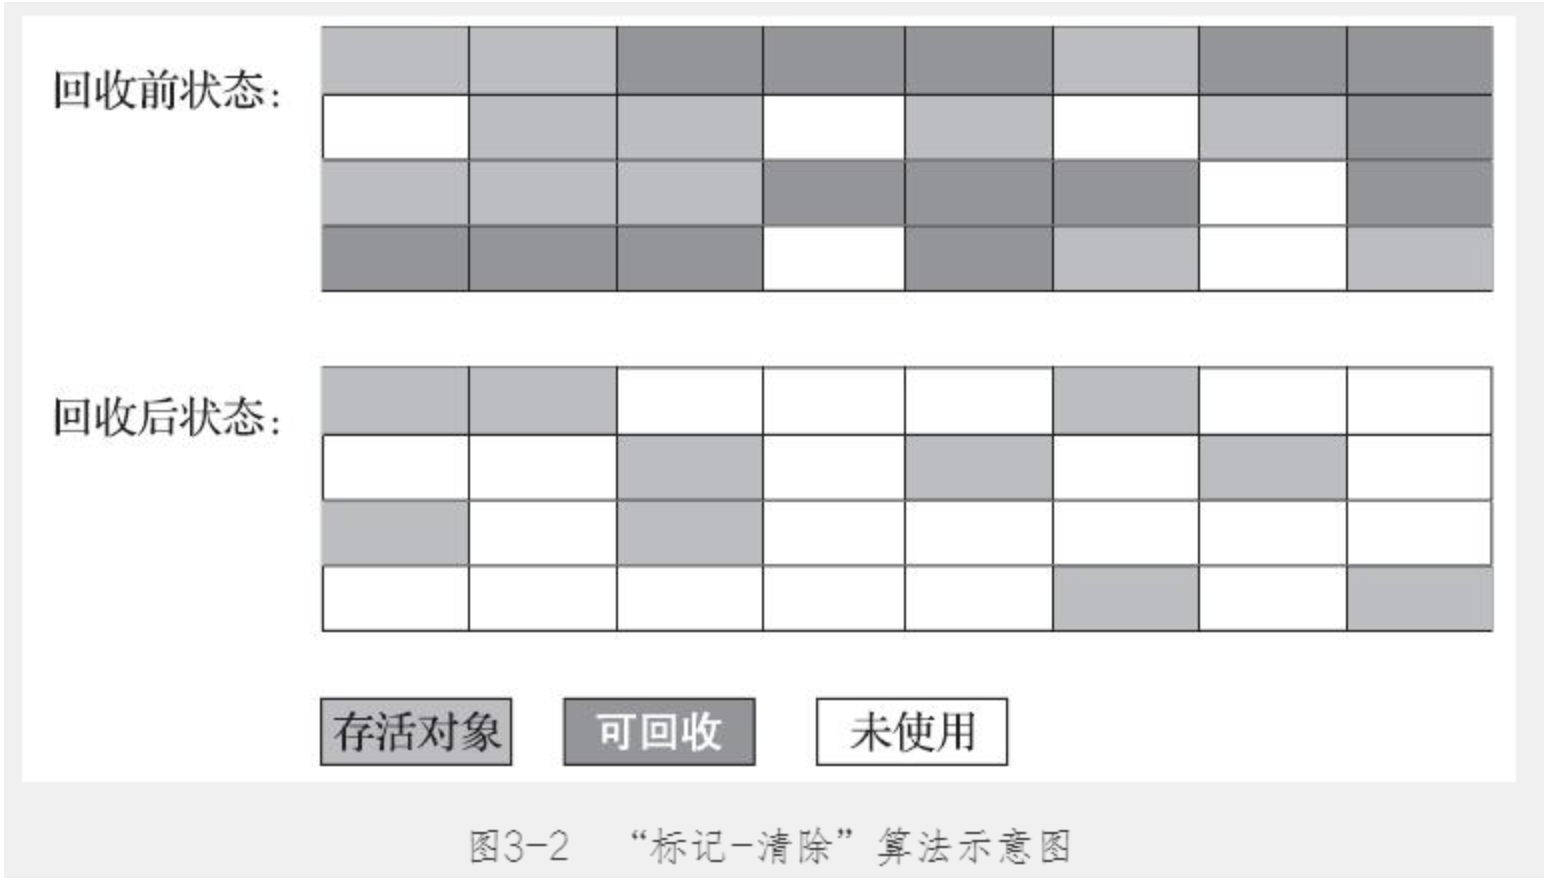 回收前状态：
回收后状态：
存活对象 可回收 未使用
图3-2 “标记-清除”算法示意图